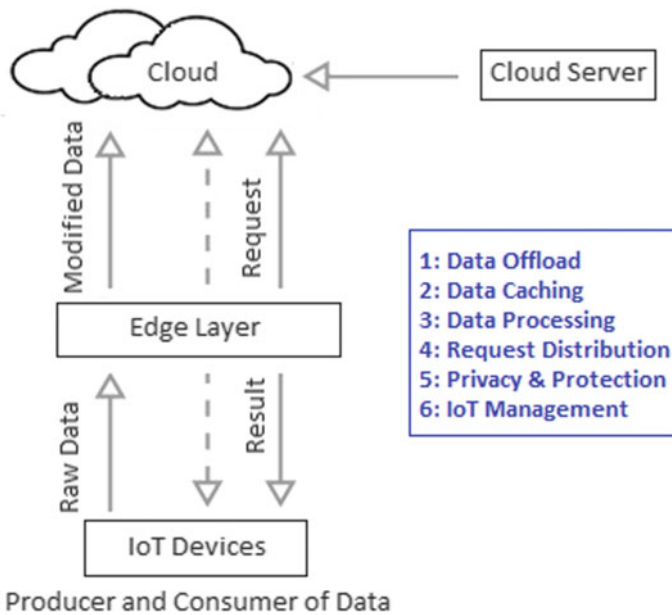 Cloud
Cloud Server
Modified Data
Request
1: Data Offload
2: Data Caching
3: Data Processing
4: Request Distribution
5: Privacy & Protection
6: IoT Management
Edge Layer
Raw Data
Result
IoT Devices
Producer and Consumer of Data